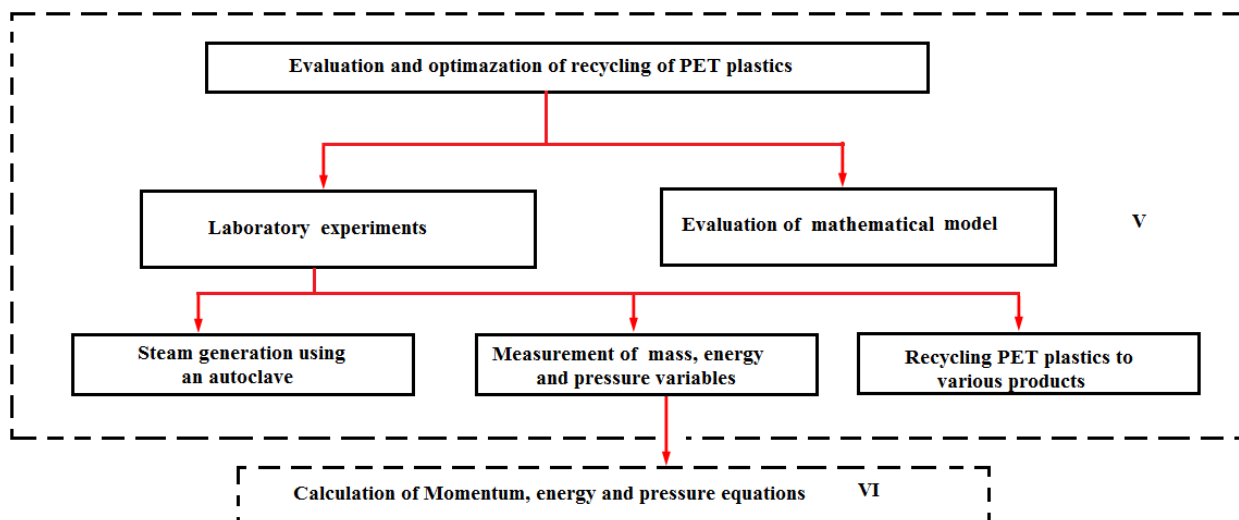 Evaluation and optimazation of recycling of PET plastics
Laboratory experiments
Evaluation of mathematical model
V
Steam generation using
an autoclave
Measurement of mass, energy
and pressure variables
Recycling PET plastics to
various products
Calculation of Momentum, energy and pressure equations
VI